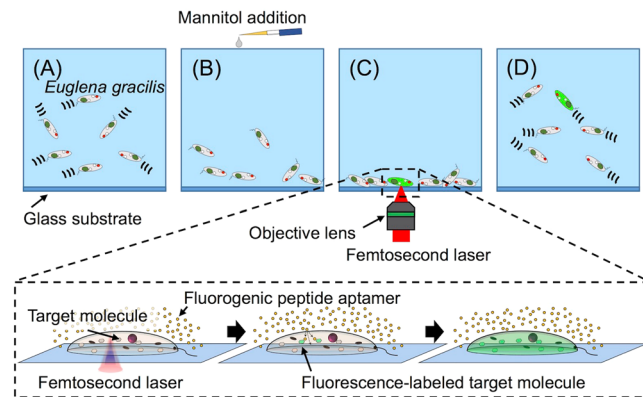 Mannitol addition
(A)
(B)
(C)
(D)
Euglena gracilis
Glass substrate
Objective lens
Femtosecond laser
Fluorogenic peptide aptamer
Target molecule
Femtosecond laser
Fluorescence-labeled target molecule